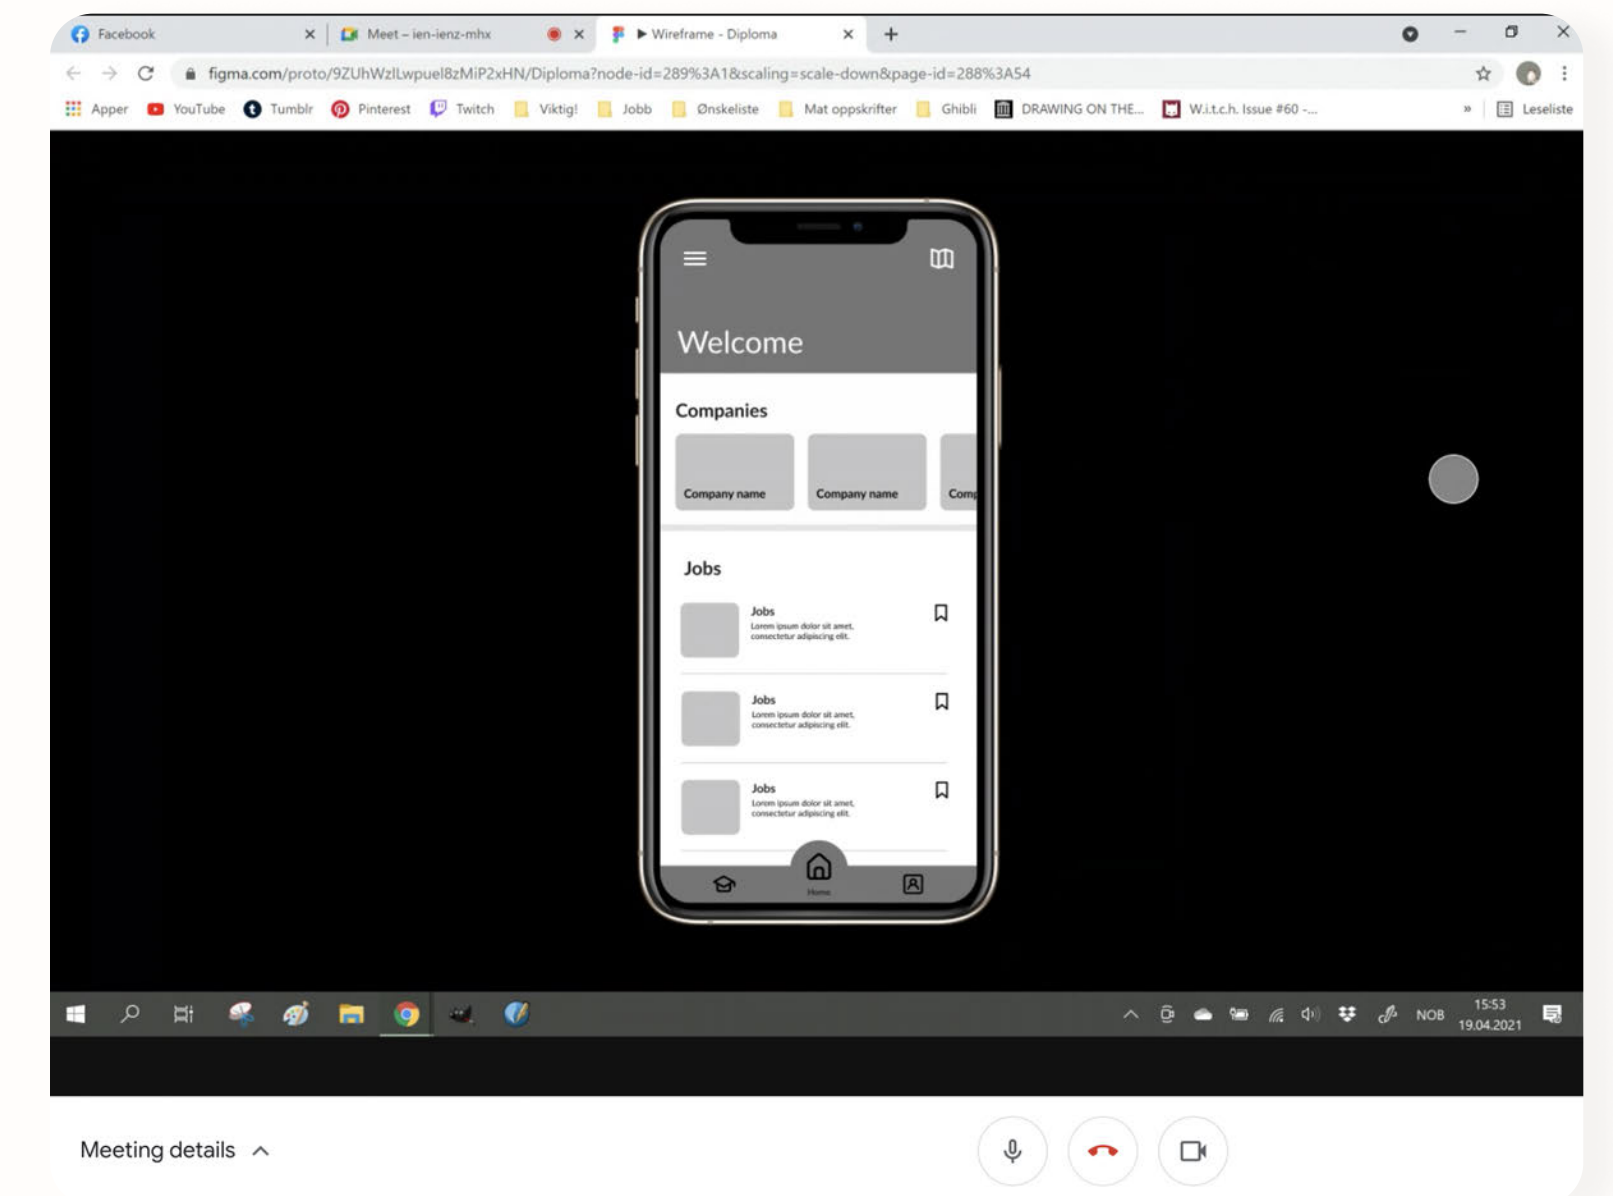 Facebook
Meet – ien-ienz-mhx
Wireframe - Diploma
figma.com/proto/9ZUhWzlLwpuel8zMiP2xHN/Diploma?node-id=289%3A1&scaling=scale-down&page-id=288%3A54
Apper YouTube Tumblr Pinterest Twitch Viktig! Jobb Ønskeliste Mat oppskrifter Ghibli DRAWING ON THE... W.i.t.c.h. Issue #60 -... » Leseliste
Welcome
Companies
Company name Company name Comp
Jobs
Jobs
Lorem ipsum dolor sit amet,
consectetur adipiscing elit.
Jobs
Lorem ipsum dolor sit amet,
consectetur adipiscing elit.
Jobs
Lorem ipsum dolor sit amet,
consectetur adipiscing elit.
Home
NOB
15:53
19.04.2021
Meeting details